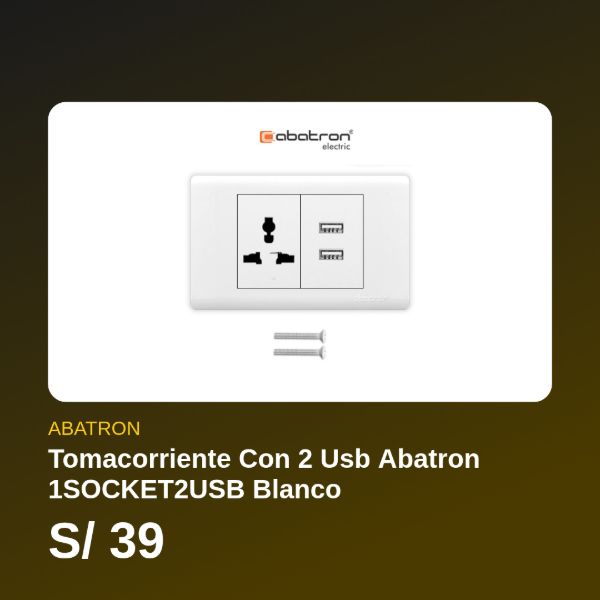 abatron®
electric
ABATRON
Tomacorriente Con 2 Usb Abatron
1SOCKET2USB Blanco
S/ 39